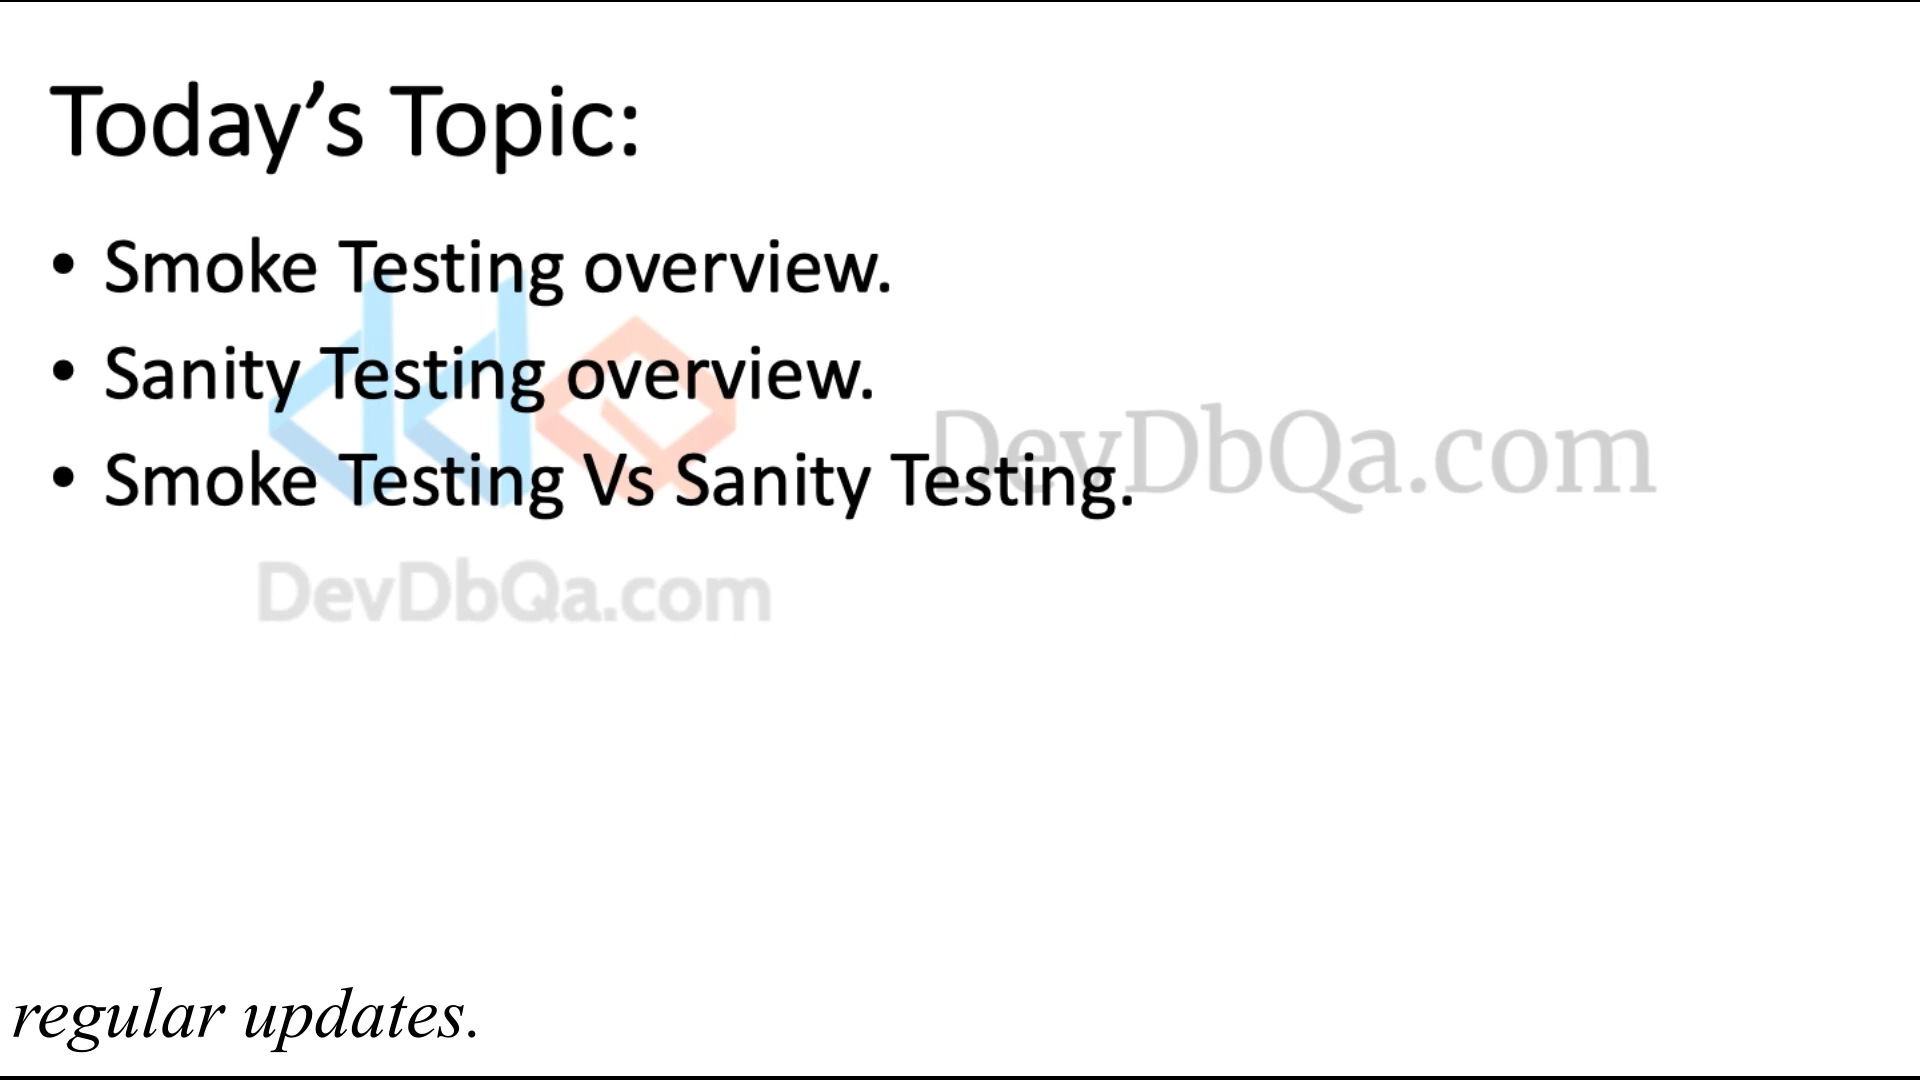 Today’s Topic:
• Smoke Testing overview.
• Sanity Testing overview.
• Smoke Testing Vs Sanity Testing.
DevDbQa.com
DevDbQa.com
regular updates.